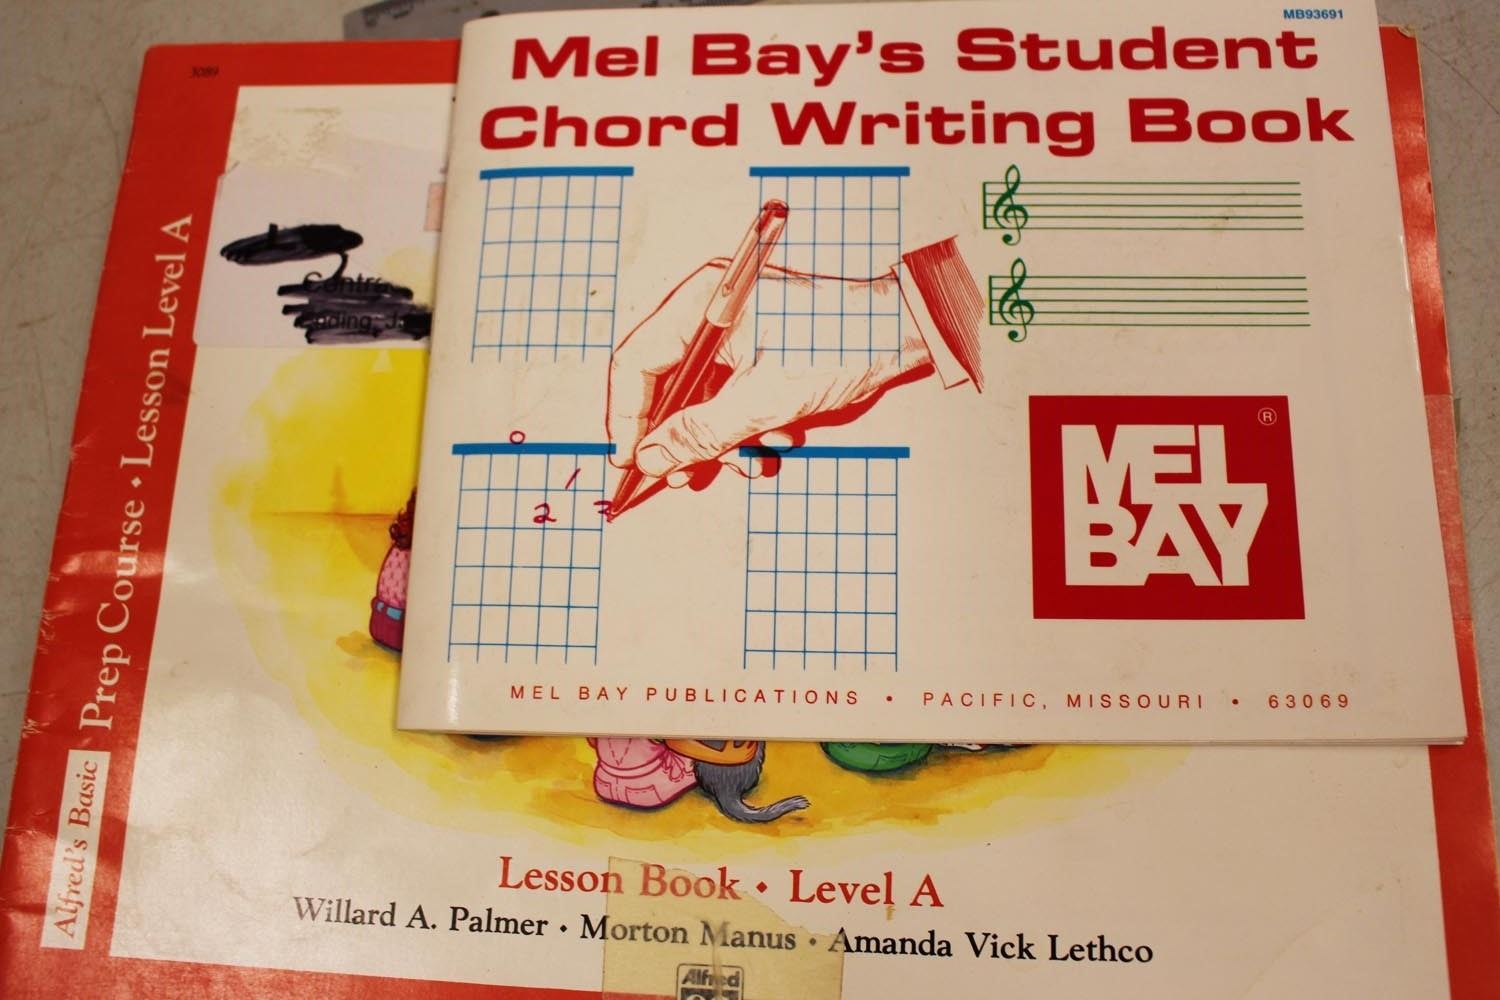 MB93691
Mel Bay's Student
Chord Writing Book
MEL
BAY
®
0
1
2
3
MEL BAY PUBLICATIONS • PACIFIC, MISSOURI • 63069
3089
Alfred's Basic Prep Course • Lesson Level A
Lesson Book • Level A
Willard A. Palmer • Morton Manus • Amanda Vick Lethco
Alfred